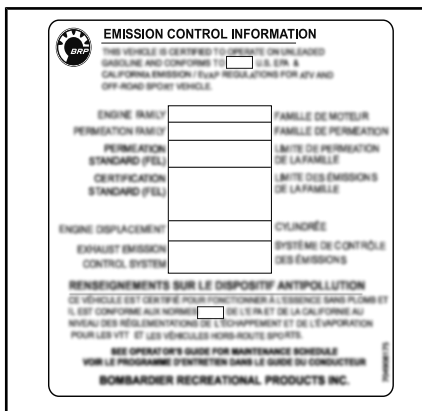 BRP
EMISSION CONTROL INFORMATION
THIS VEHICLE IS CERTIFIED TO OPERATE ON UNLEADED
GASOLINE AND CONFORMS TO U.S. EPA &
CALIFORNIA EMISSION / EVAP REGULATIONS FOR ATV AND
OFF-ROAD SPORT VEHICLE.
ENGINE FAMILY FAMILLE DE MOTEUR
PERMEATION FAMILY FAMILLE DE PERMÉATION
PERMEATION LIMITE DE PERMÉATION
STANDARD (FEL) DE LA FAMILLE
CERTIFICATION LIMITE DES ÉMISSIONS
STANDARD (FEL) DE LA FAMILLE
ENGINE DISPLACEMENT CYLINDRÉE
EXHAUST EMISSION SYSTÈME DE CONTRÔLE
CONTROL SYSTEM DES ÉMISSIONS
RENSEIGNEMENTS SUR LE DISPOSITIF ANTIPOLLUTION
CE VÉHICULE EST CERTIFIÉ POUR FONCTIONNER À L'ESSENCE SANS PLOMB ET
IL EST CONFORME AUX NORMES DE L'EPA ET DE LA CALIFORNIE AU
NIVEAU DES RÉGLEMENTATIONS DE L'ÉCHAPPEMENT ET DE L'ÉVAPORATION
POUR LES VTT ET LES VÉHICULES HORS-ROUTE SPORTS.
SEE OPERATOR'S GUIDE FOR MAINTENANCE SCHEDULE
VOIR LE PROGRAMME D'ENTRETIEN DANS LE GUIDE DU CONDUCTEUR
BOMBARDIER RECREATIONAL PRODUCTS INC.